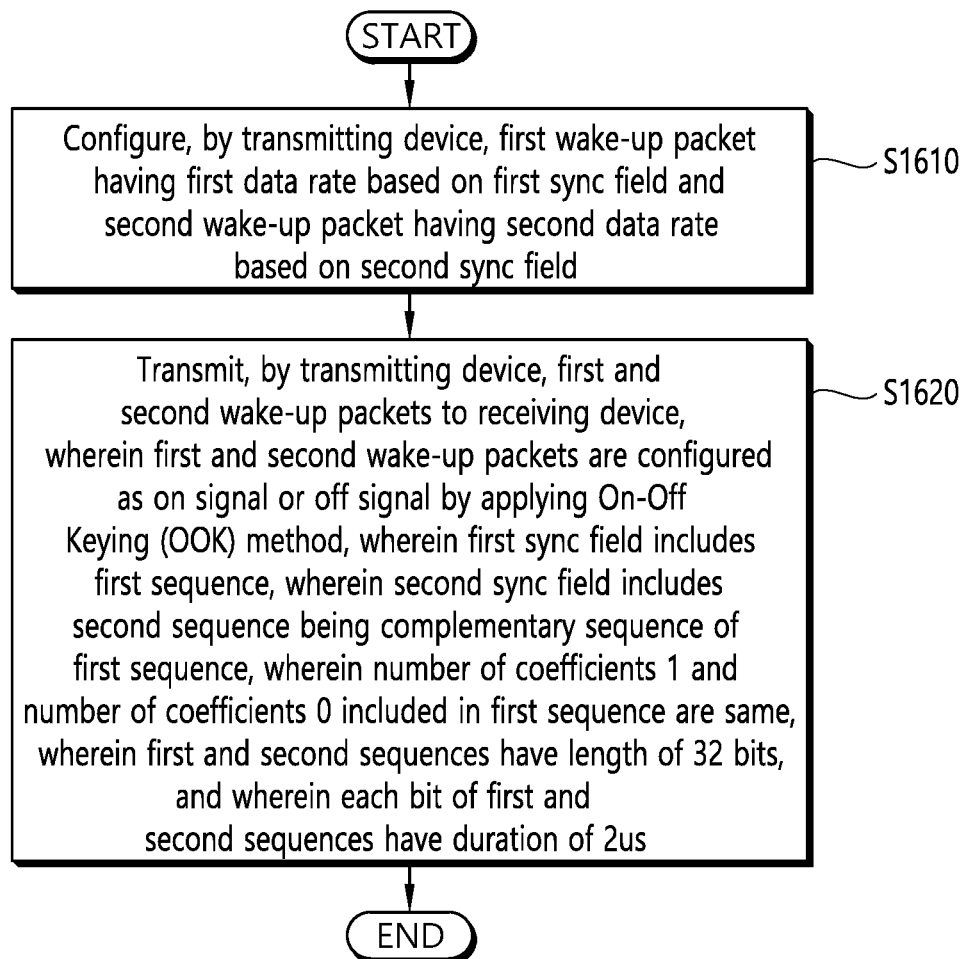 START
Configure, by transmitting device, first wake-up packet
having first data rate based on first sync field and
second wake-up packet having second data rate
based on second sync field
S1610
Transmit, by transmitting device, first and
second wake-up packets to receiving device,
wherein first and second wake-up packets are configured
as on signal or off signal by applying On-Off
Keying (OOK) method, wherein first sync field includes
first sequence, wherein second sync field includes
second sequence being complementary sequence of
first sequence, wherein number of coefficients 1 and
number of coefficients 0 included in first sequence are same,
wherein first and second sequences have length of 32 bits,
and wherein each bit of first and
second sequences have duration of 2us
S1620
END